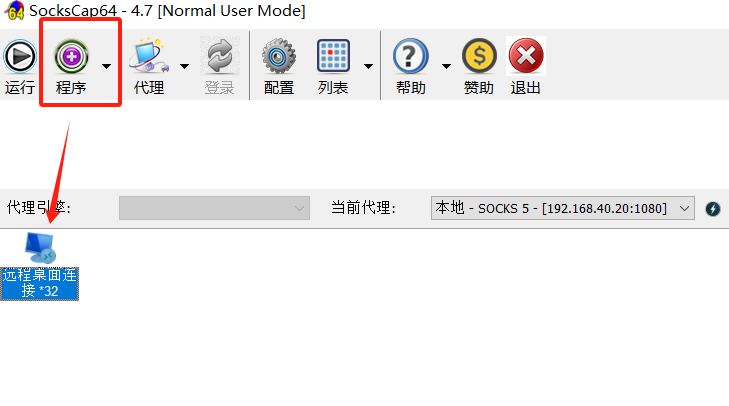 SocksCap64 - 4.7 [Normal User Mode]
运行 程序 代理 登录 配置 列表 帮助 赞助 退出
代理引擎: 当前代理: 本地 - SOCKS 5 - [192.168.40.20:1080]
远程桌面连
接 *32